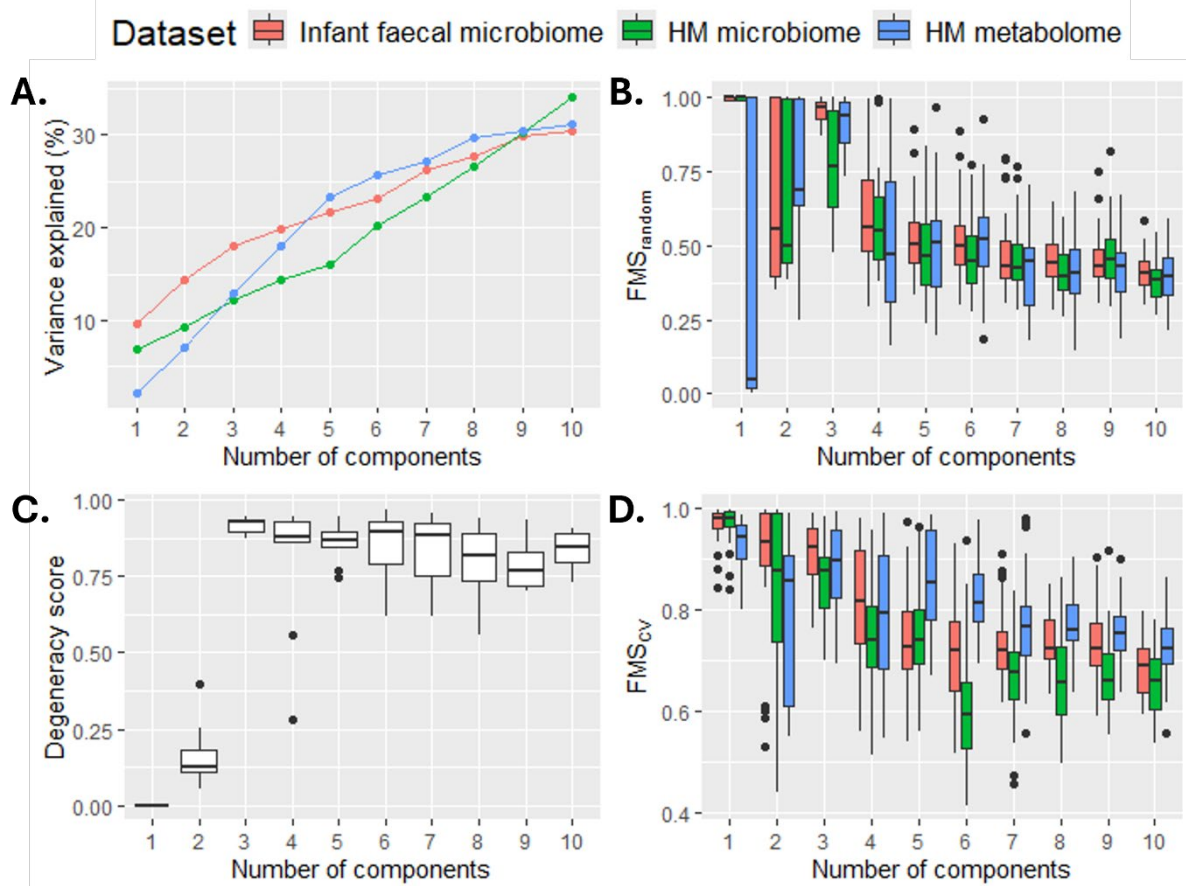 Dataset Infant faecal microbiome HM microbiome HM metabolome
A.
Variance explained (%)
30
20
10
1 2 3 4 5 6 7 8 9 10
Number of components
B.
FMSrandom
1.00
0.75
0.50
0.25
0.00
1 2 3 4 5 6 7 8 9 10
Number of components
C.
Degeneracy score
1.00
0.75
0.50
0.25
0.00
1 2 3 4 5 6 7 8 9 10
Number of components
D.
FMSCV
1.0
0.8
0.6
0.4
1 2 3 4 5 6 7 8 9 10
Number of components